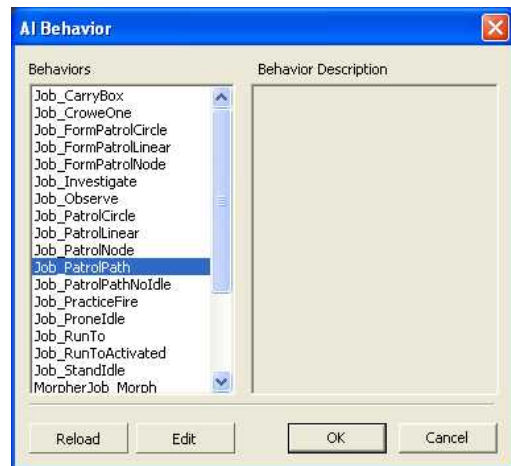 AI Behavior
Behaviors
Behavior Description
Job_CarryBox
Job_CroweOne
Job_FormPatrolCircle
Job_FormPatrolLinear
Job_FormPatrolNode
Job_Investigate
Job_Observe
Job_PatrolCircle
Job_PatrolLinear
Job_PatrolNode
Job_PatrolPath
Job_PatrolPathNoIdle
Job_PracticeFire
Job_ProneIdle
Job_RunTo
Job_RunToActivated
Job_StandIdle
MorpherJob_Morph
Reload
Edit
OK
Cancel